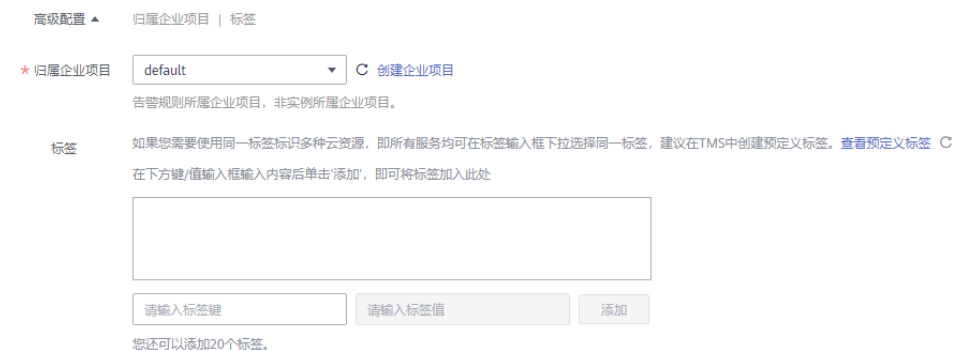 高级配置 归属企业项目 | 标签
* 归属企业项目 default 创建企业项目
告警规则所属企业项目，非实例所属企业项目。
标签 如果您需要使用同一标签标识多种云资源，即所有服务均可在标签输入框下拉选择同一标签，建议在TMS中创建预定义标签。查看预定义标签
在下方键/值输入框输入内容后单击'添加'，即可将标签加入此处
请输入标签键 请输入标签值 添加
您还可以添加20个标签。